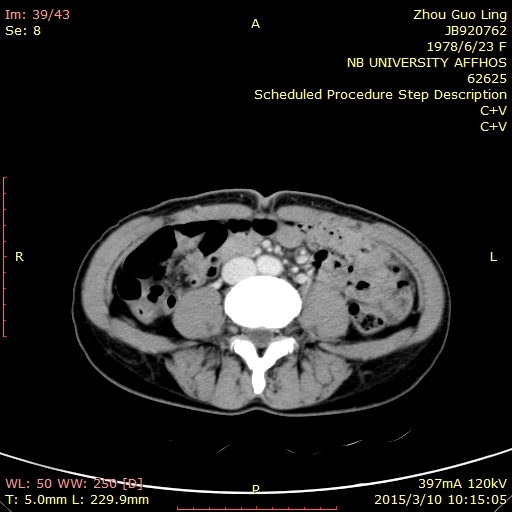 Im: 39/43
Se: 8
A
Zhou Guo Ling
JB920762
1978/6/23 F
NB UNIVERSITY AFFHOS
62625
Scheduled Procedure Step Description
C+V
C+V
R
L
WL: 50 WW: 250 [D]
T: 5.0mm L: 229.9mm
P
397mA 120kV
2015/3/10 10:15:05